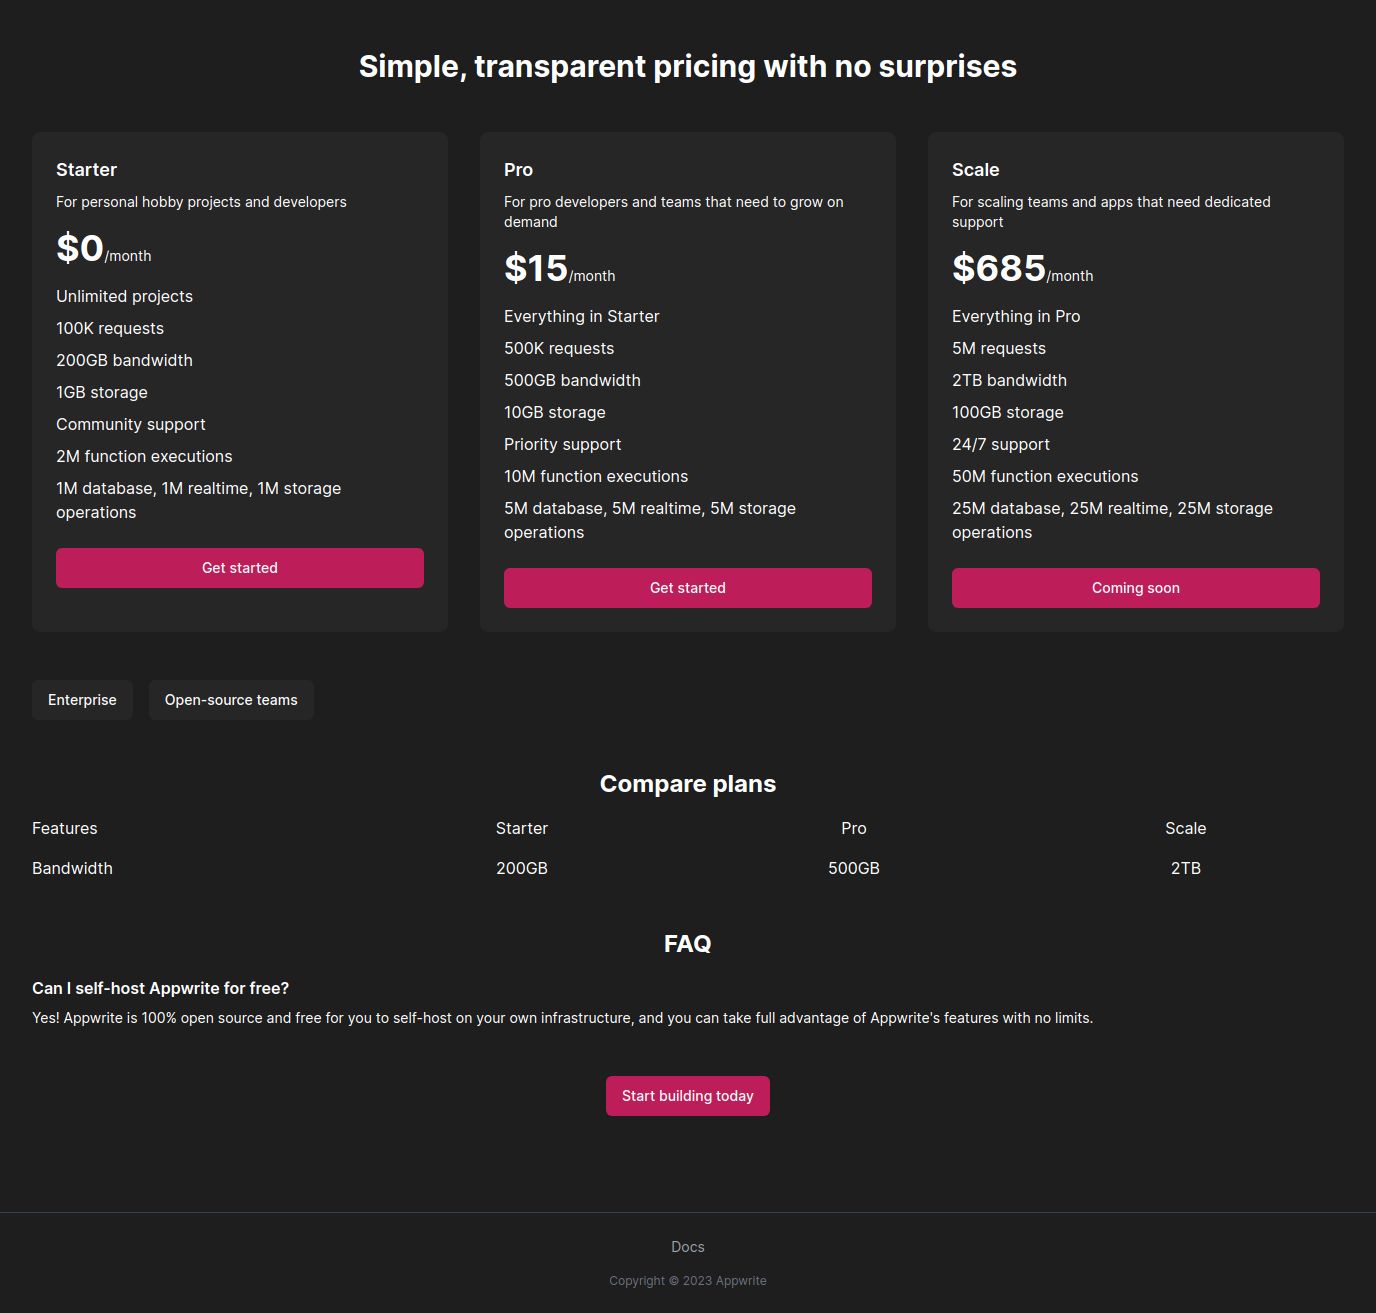 Simple, transparent pricing with no surprises
Starter
For personal hobby projects and developers
$0/month
Unlimited projects
100K requests
200GB bandwidth
1GB storage
Community support
2M function executions
1M database, 1M realtime, 1M storage
operations
Get started
Pro
For pro developers and teams that need to grow on
demand
$15/month
Everything in Starter
500K requests
500GB bandwidth
10GB storage
Priority support
10M function executions
5M database, 5M realtime, 5M storage
operations
Get started
Scale
For scaling teams and apps that need dedicated
support
$685/month
Everything in Pro
5M requests
2TB bandwidth
100GB storage
24/7 support
50M function executions
25M database, 25M realtime, 25M storage
operations
Coming soon
Enterprise Open-source teams
Compare plans
Features Starter Pro Scale
Bandwidth 200GB 500GB 2TB
FAQ
Can I self-host Appwrite for free?
Yes! Appwrite is 100% open source and free for you to self-host on your own infrastructure, and you can take full advantage of Appwrite's features with no limits.
Start building today
Docs
Copyright © 2023 Appwrite